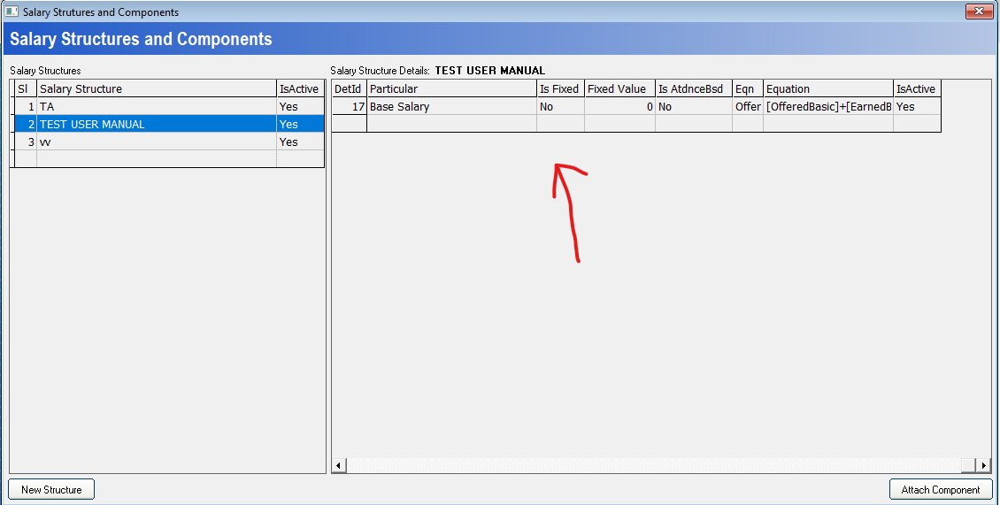 Salary Strutures and Components
Salary Structures and Components
Salary Structures
Sl Salary Structure IsActive
1 TA Yes
2 TEST USER MANUAL Yes
3 vv Yes
Salary Structure Details: TEST USER MANUAL
DetId Particular Is Fixed Fixed Value Is AtdnceBsd Eqn Equation IsActive
17 Base Salary No 0 No Offer [OfferedBasic]+[EarnedB Yes
New Structure
Attach Component